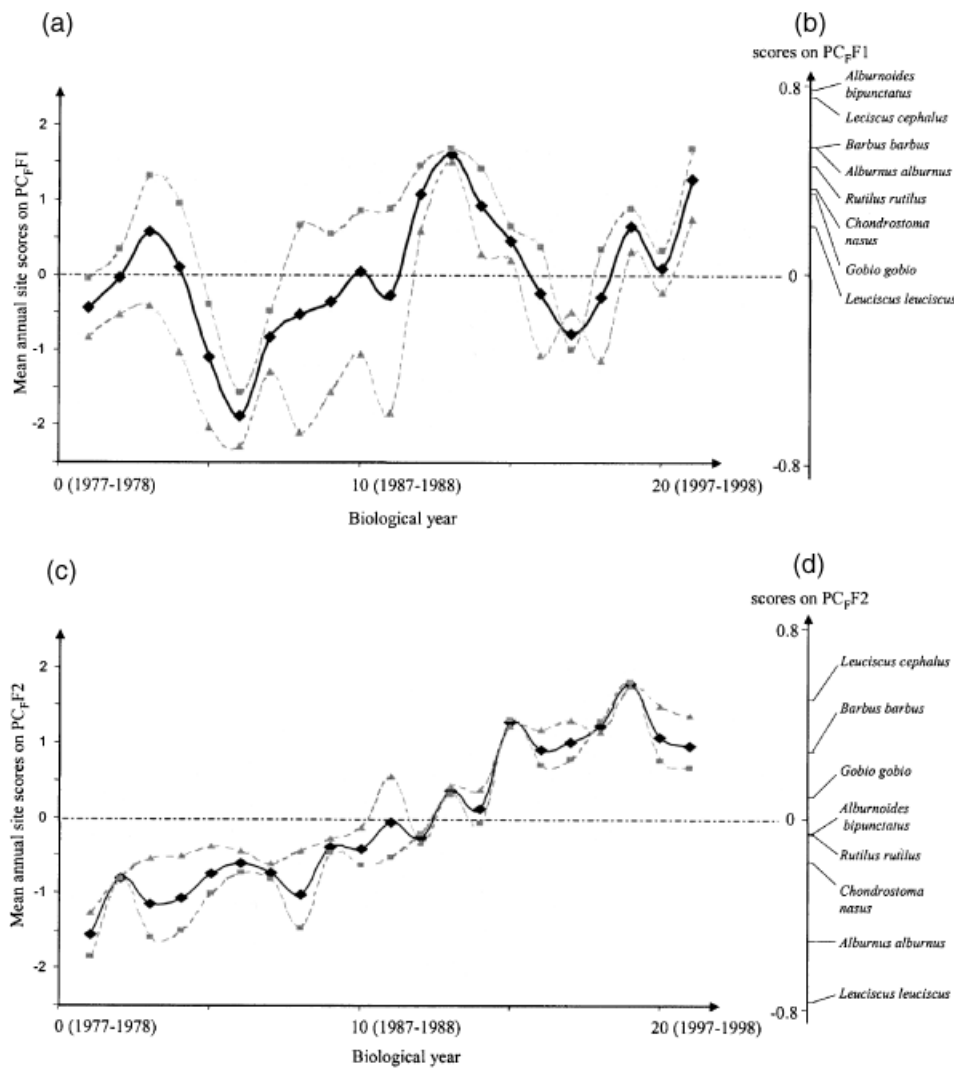 (a)
(b)
scores on PCFF1
Mean annual site scores on PCFF1
2
1
0
-1
-2
0 (1977-1978)
10 (1987-1988)
20 (1997-1998)
Biological year
0.8
0
-0.8
Alburnoides
bipunctatus
Leciscus cephalus
Barbus barbus
Alburnus alburnus
Rutilus rutilus
Chondrostoma
nasus
Gobio gobio
Leuciscus leuciscus
(c)
(d)
scores on PCFF2
Mean annual site scores on PCFF2
2
1
0
-1
-2
0 (1977-1978)
10 (1987-1988)
20 (1997-1998)
Biological year
0.8
0
-0.8
Leuciscus cephalus
Barbus barbus
Gobio gobio
Alburnoides
bipunctatus
Rutilus rutilus
Chondrostoma
nasus
Alburnus alburnus
Leuciscus leuciscus